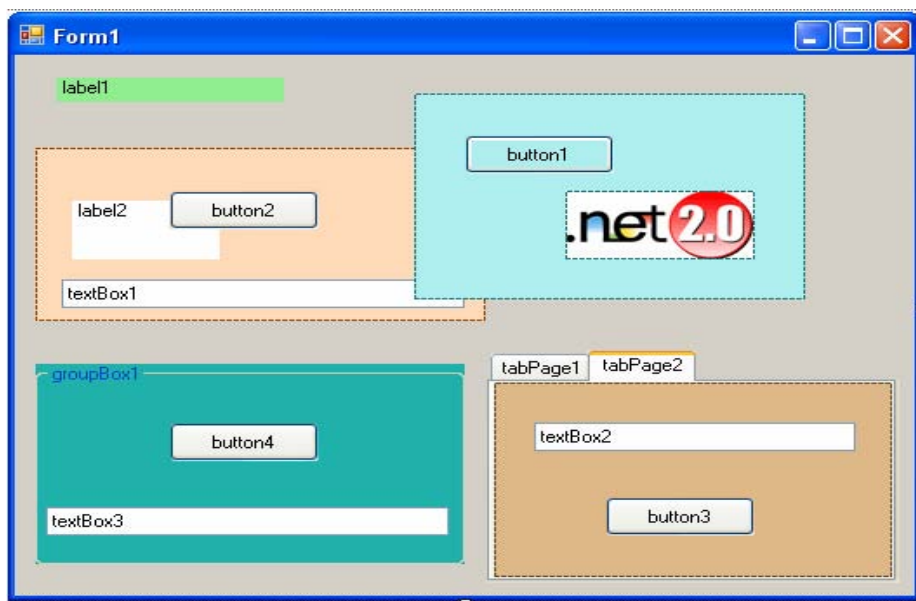 Form1
label1
button1
label2
button2
.net 2.0
textBox1
groupBox1
button4
textBox3
tabPage1
tabPage2
textBox2
button3